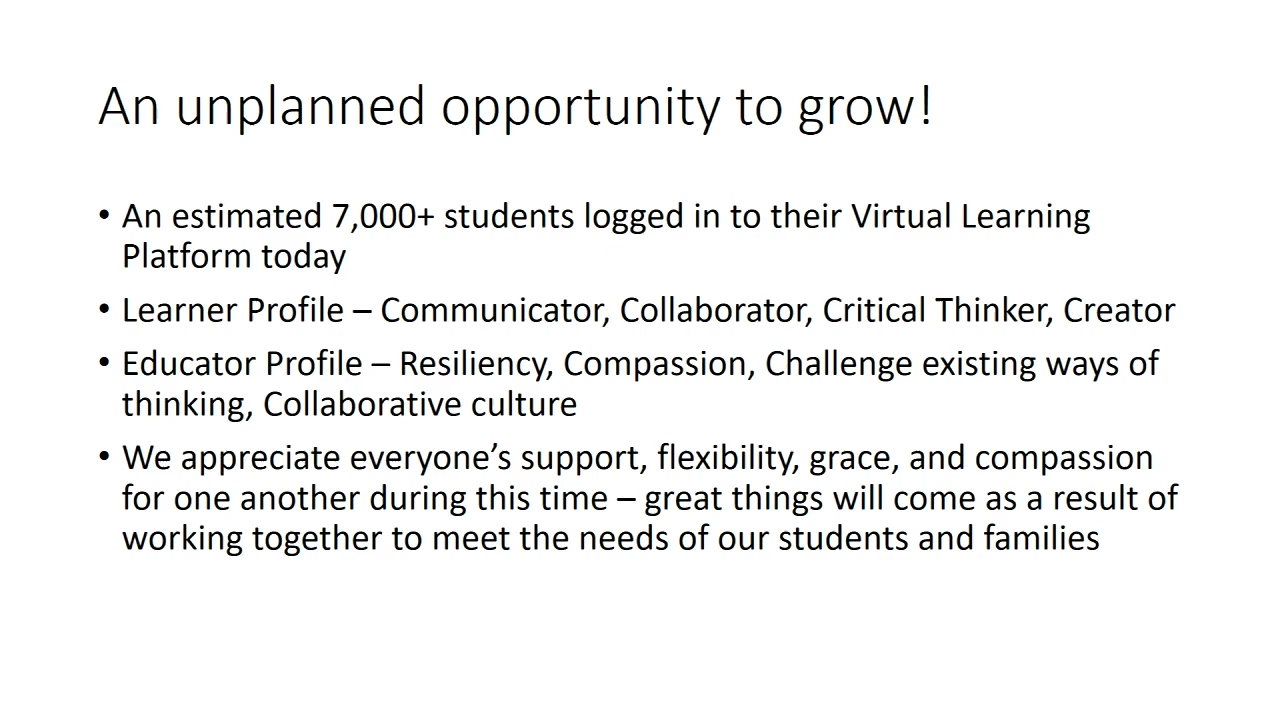 An unplanned opportunity to grow!
• An estimated 7,000+ students logged in to their Virtual Learning
Platform today
• Learner Profile – Communicator, Collaborator, Critical Thinker, Creator
• Educator Profile – Resiliency, Compassion, Challenge existing ways of
thinking, Collaborative culture
• We appreciate everyone’s support, flexibility, grace, and compassion
for one another during this time – great things will come as a result of
working together to meet the needs of our students and families